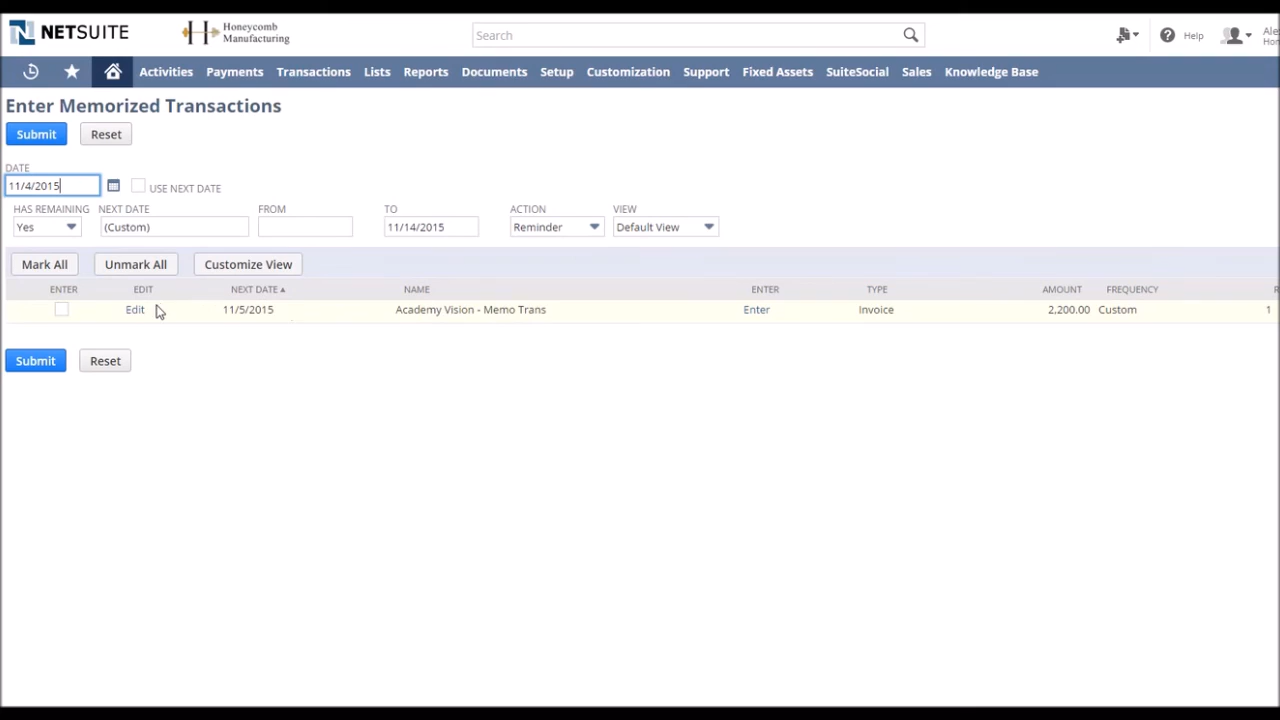 NETSUITE
Honeycomb
Manufacturing
Search
Help
Ale
Hon
Activities Payments Transactions Lists Reports Documents Setup Customization Support Fixed Assets SuiteSocial Sales Knowledge Base
Enter Memorized Transactions
Submit Reset
DATE
11/4/2015 USE NEXT DATE
HAS REMAINING NEXT DATE FROM TO ACTION VIEW
Yes (Custom) 11/14/2015 Reminder Default View
Mark All Unmark All Customize View
ENTER EDIT NEXT DATE NAME ENTER TYPE AMOUNT FREQUENCY R
Edit 11/5/2015 Academy Vision - Memo Trans Enter Invoice 2,200.00 Custom 1
Submit Reset